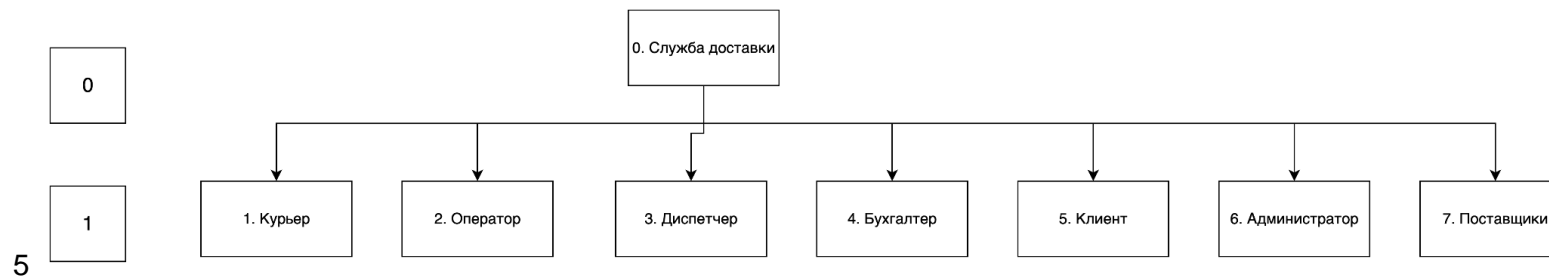 0. Служба доставки
0
1
1. Курьер
2. Оператор
3. Диспетчер
4. Бухгалтер
5. Клиент
6. Администратор
7. Поставщики
5